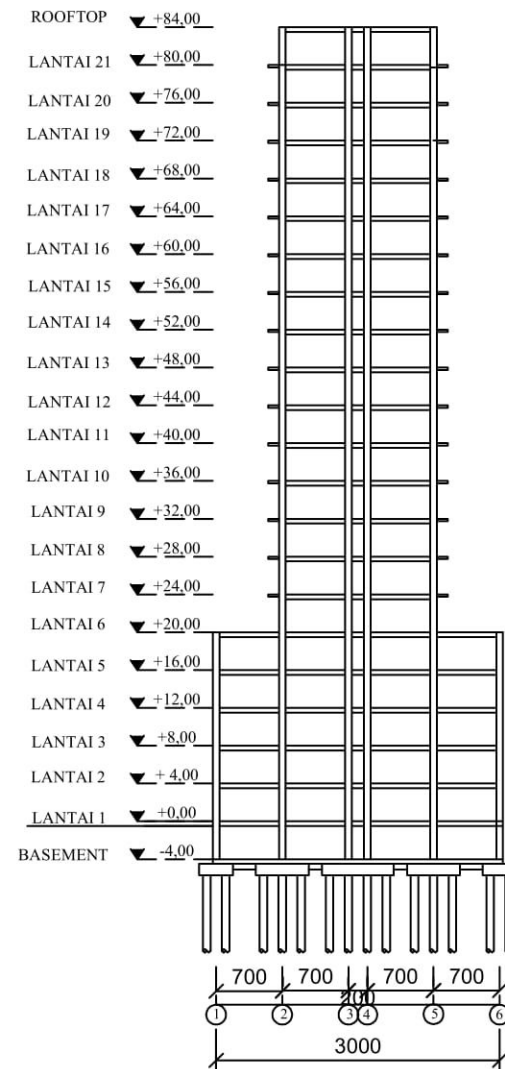 ROOFTOP +84,00
LANTAI 21 +80,00
LANTAI 20 +76,00
LANTAI 19 +72,00
LANTAI 18 +68,00
LANTAI 17 +64,00
LANTAI 16 +60,00
LANTAI 15 +56,00
LANTAI 14 +52,00
LANTAI 13 +48,00
LANTAI 12 +44,00
LANTAI 11 +40,00
LANTAI 10 +36,00
LANTAI 9 +32,00
LANTAI 8 +28,00
LANTAI 7 +24,00
LANTAI 6 +20,00
LANTAI 5 +16,00
LANTAI 4 +12,00
LANTAI 3 +8,00
LANTAI 2 + 4,00
LANTAI 1 +0,00
BASEMENT -4,00
700 700 700 700
200
1 2 3 4 5 6
3000